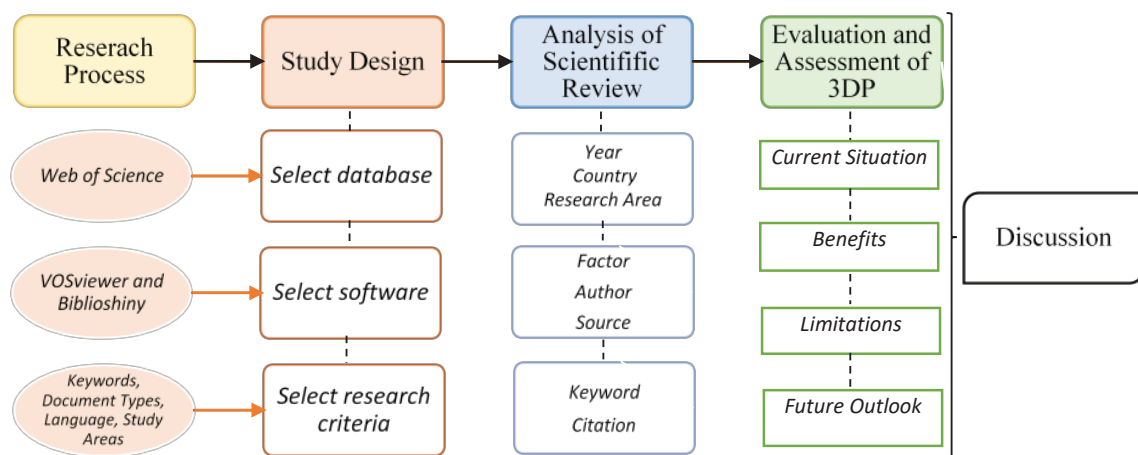 Reserach
Process
Study Design
Analysis of
Scientifific
Review
Evaluation and
Assessment of
3DP
Web of Science
Select database
Year
Country
Research Area
Current Situation
Benefits
Discussion
VOSviewer and
Biblioshiny
Select software
Factor
Author
Source
Limitations
Keywords,
Document Types,
Language, Study
Areas
Select research
criteria
Keyword
Citation
Future Outlook